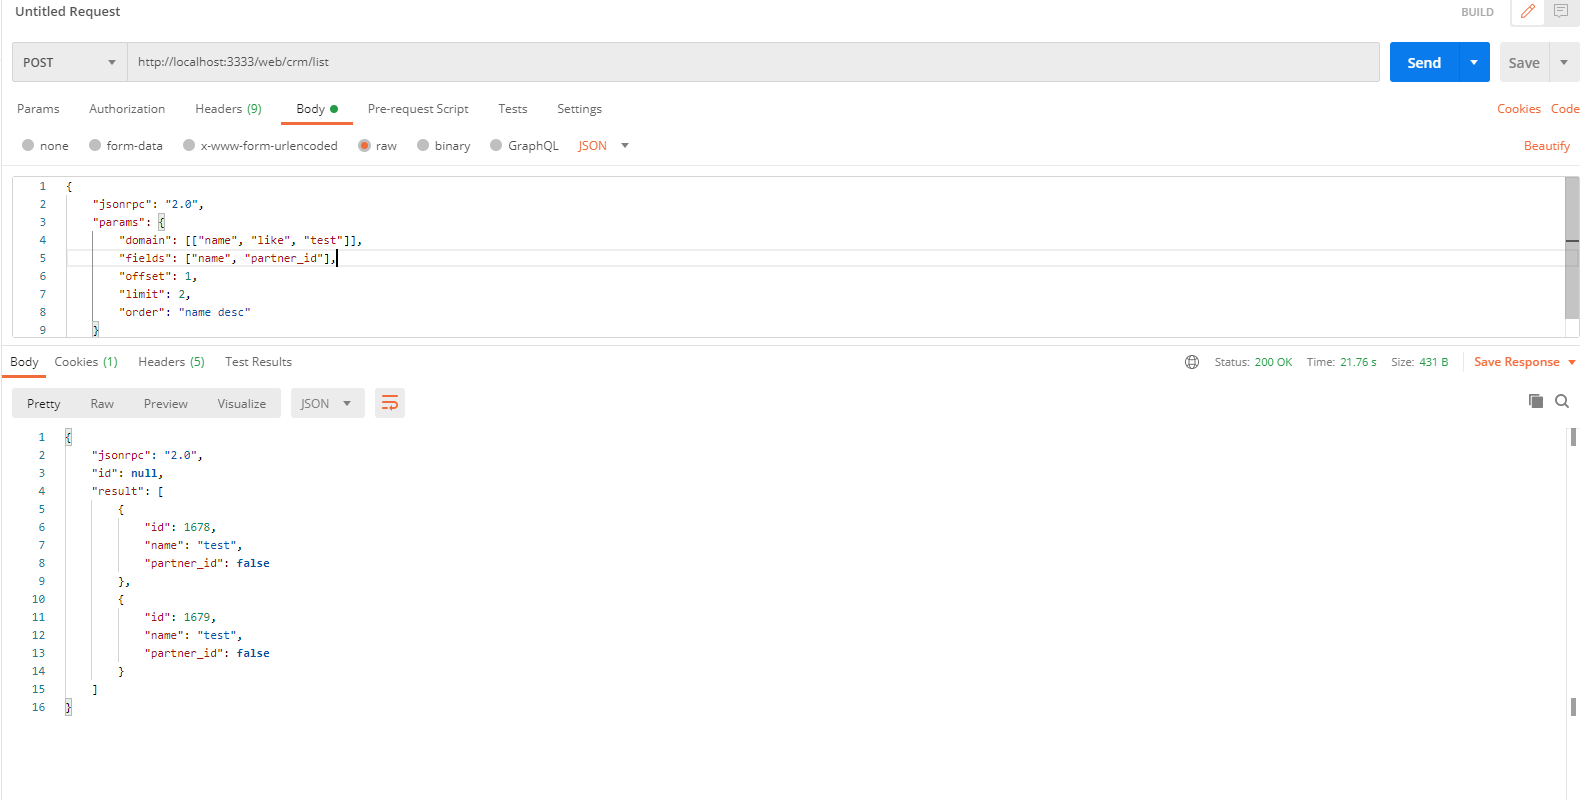 Untitled Request
BUILD
POST
http://localhost:3333/web/crm/list
Send
Save
Params Authorization Headers (9) Body Pre-request Script Tests Settings
Cookies Code
none form-data x-www-form-urlencoded raw binary GraphQL JSON
Beautify
1 {
2 "jsonrpc": "2.0",
3 "params": {
4 "domain": [["name", "like", "test"]],
5 "fields": ["name", "partner_id"],
6 "offset": 1,
7 "limit": 2,
8 "order": "name desc"
9 }
Body Cookies (1) Headers (5) Test Results
Status: 200 OK Time: 21.76 s Size: 431 B Save Response
Pretty Raw Preview Visualize JSON
1 {
2 "jsonrpc": "2.0",
3 "id": null,
4 "result": [
5 {
6 "id": 1678,
7 "name": "test",
8 "partner_id": false
9 },
10 {
11 "id": 1679,
12 "name": "test",
13 "partner_id": false
14 }
15 ]
16 }